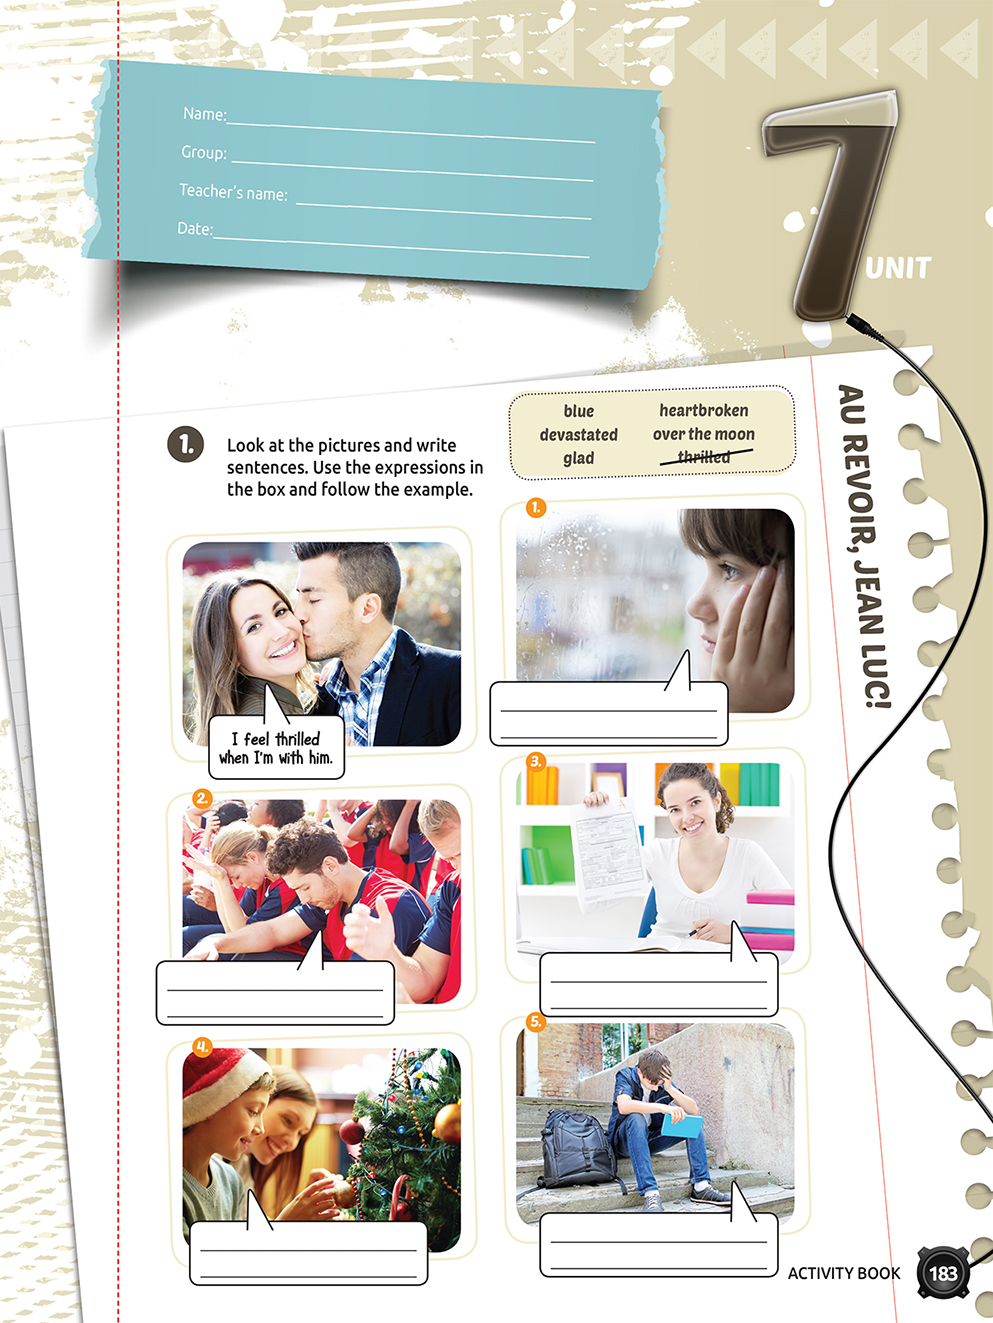 Name:
Group:
Teacher's name:
Date:
7
UNIT
AU REVOIR, JEAN LUC!
1.
Look at the pictures and write
sentences. Use the expressions in
the box and follow the example.
blue
heartbroken
devastated
over the moon
glad
thrilled
I feel thrilled
when I'm with him.
1.
2.
3.
4.
5.
ACTIVITY BOOK
183